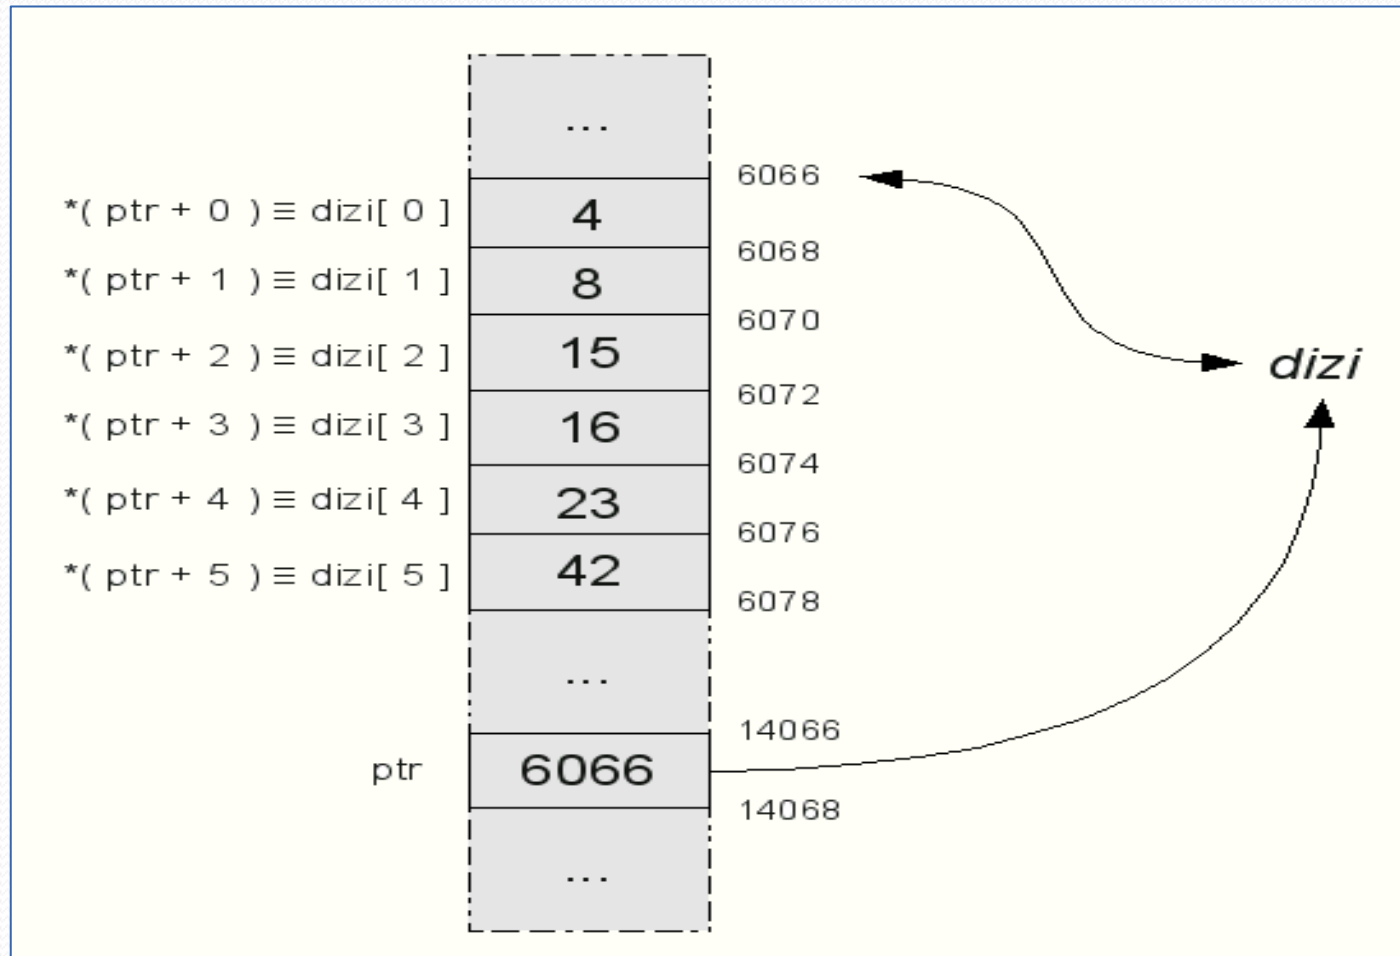 ...
6066
*( ptr + 0 ) ≡ dizi[ 0 ] 4
6068
*( ptr + 1 ) ≡ dizi[ 1 ] 8
6070
*( ptr + 2 ) ≡ dizi[ 2 ] 15
dizi
6072
*( ptr + 3 ) ≡ dizi[ 3 ] 16
6074
*( ptr + 4 ) ≡ dizi[ 4 ] 23
6076
*( ptr + 5 ) ≡ dizi[ 5 ] 42
6078
...
14066
ptr 6066
14068
...